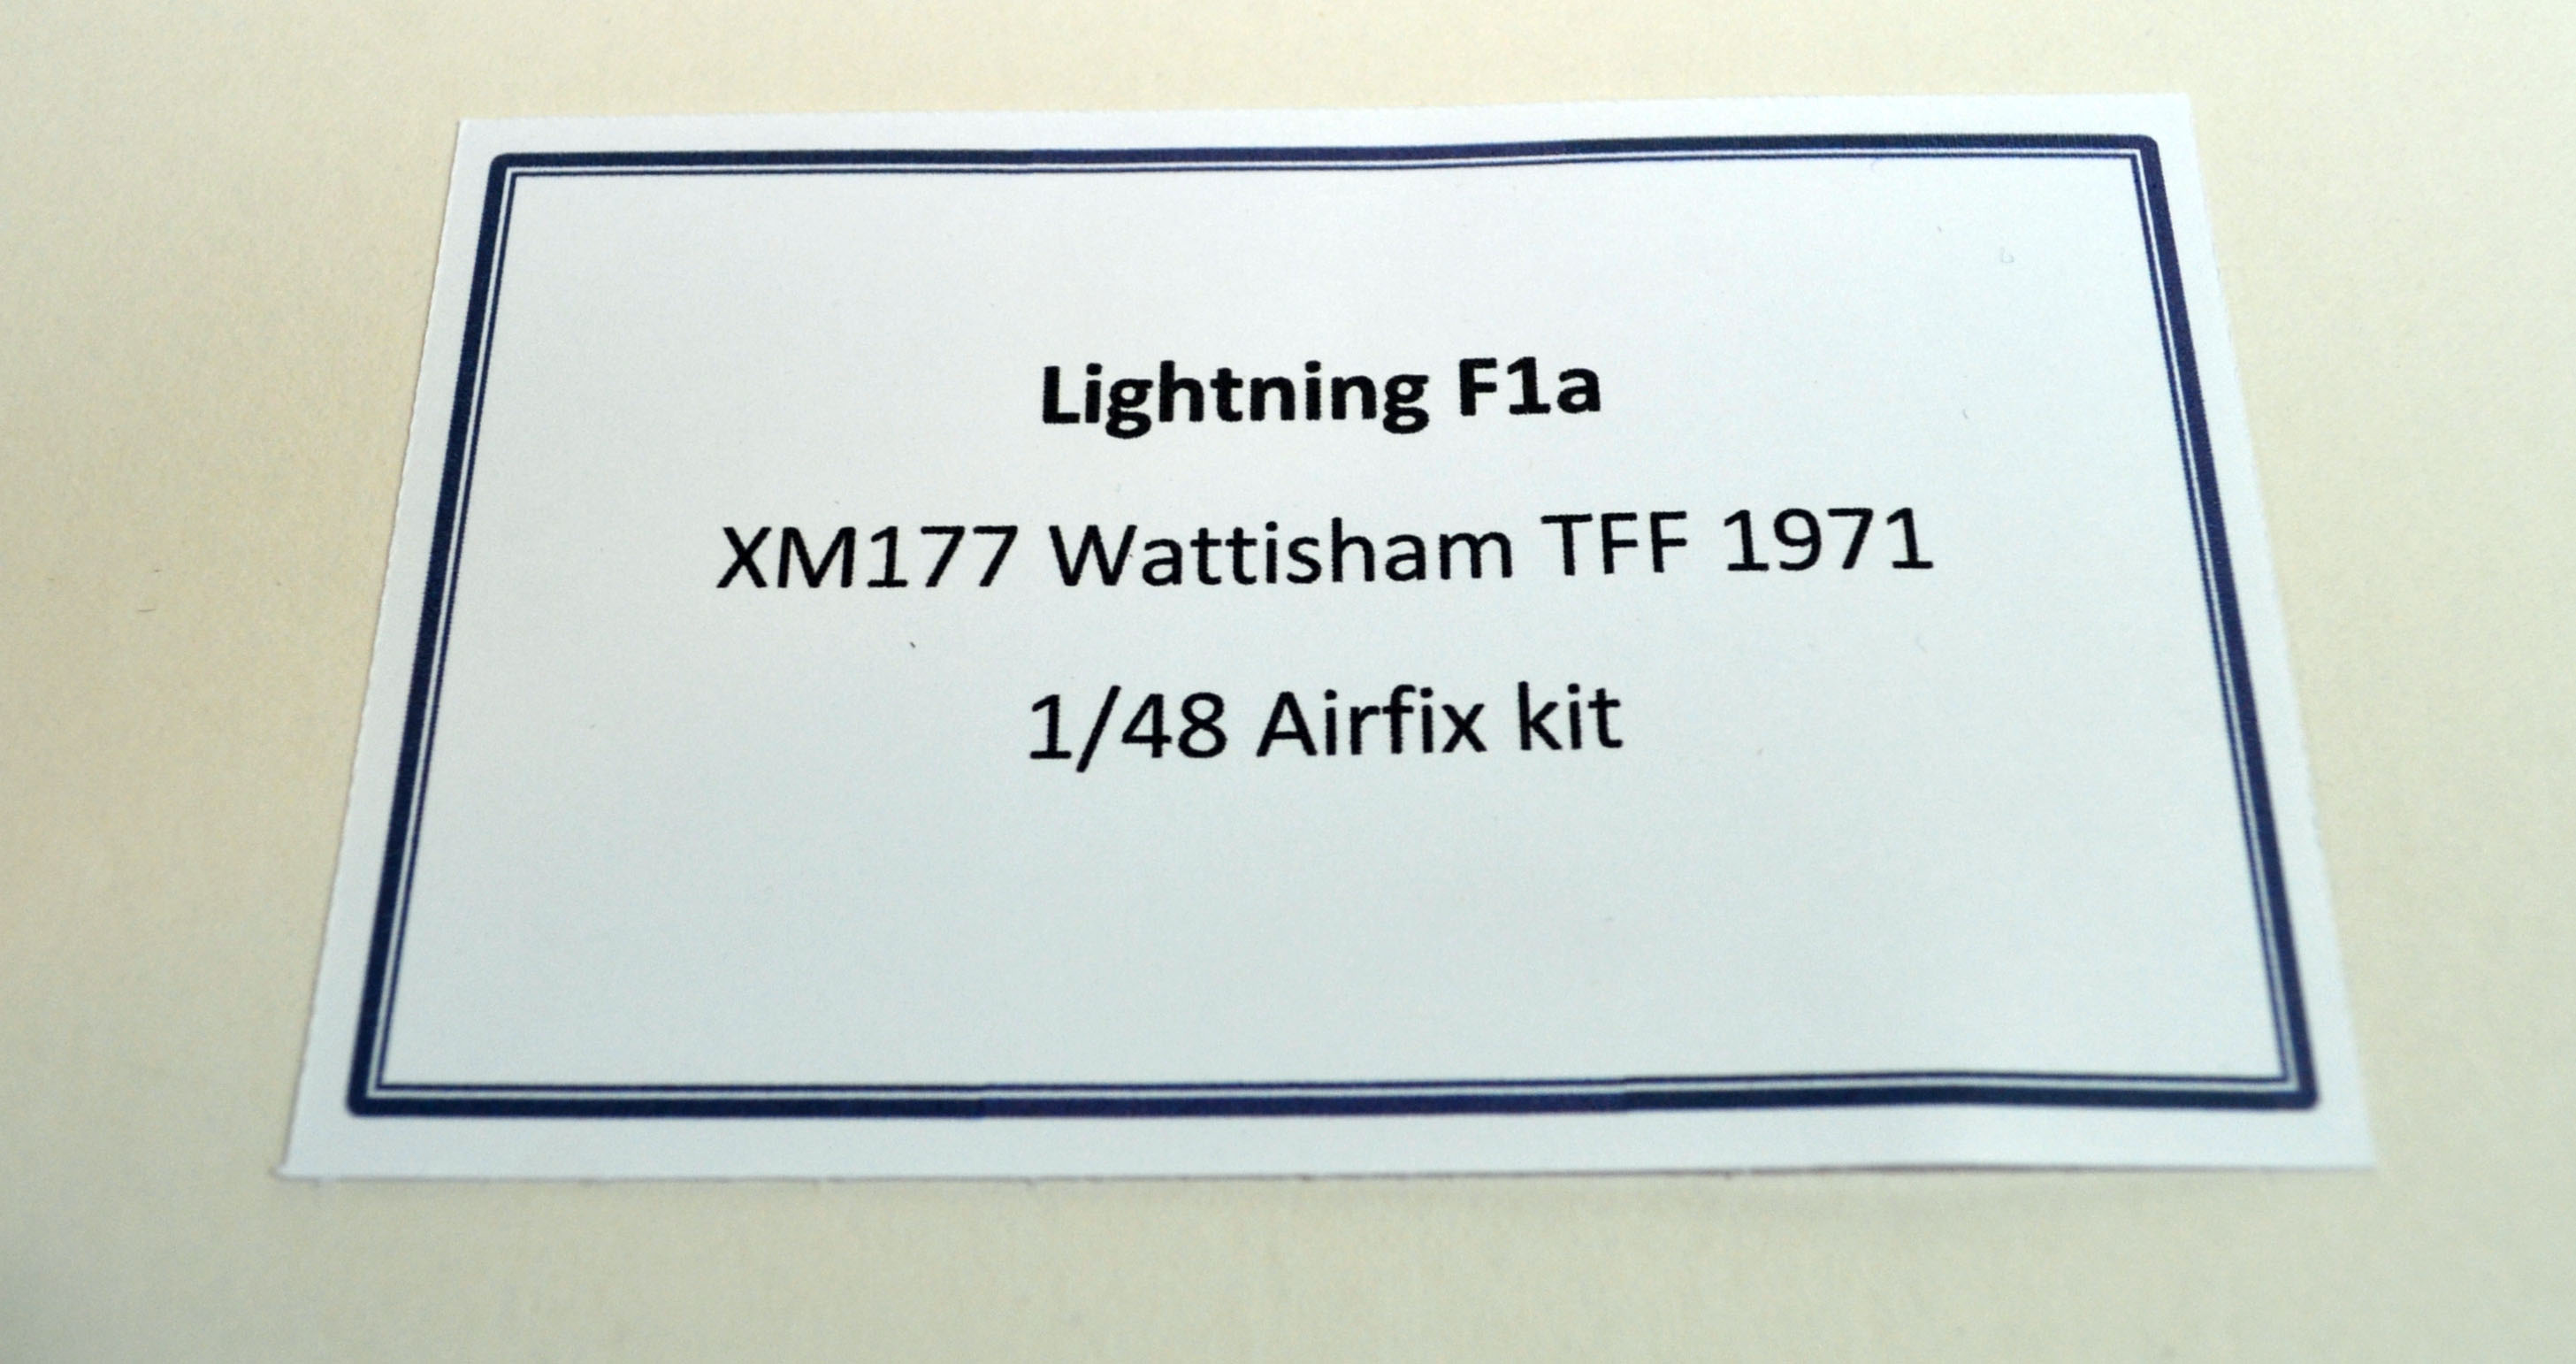 Lightning F1a
XM177 Wattisham TFF 1971
1/48 Airfix kit